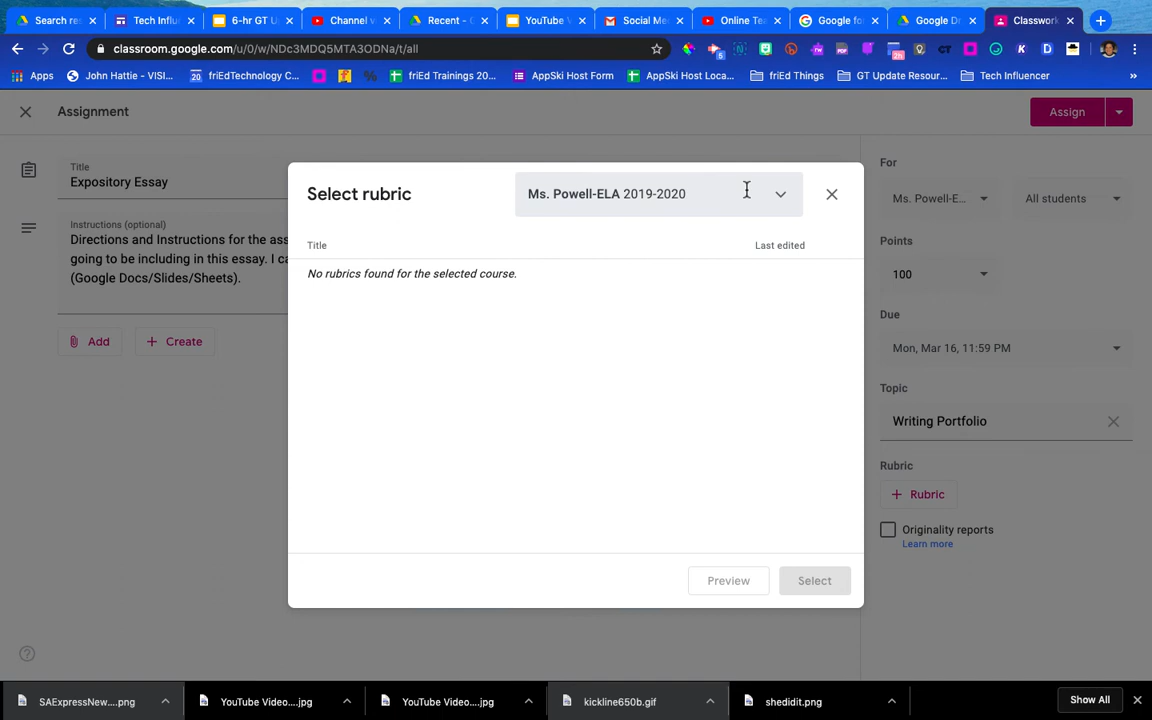 Search re:
Tech Influ
6-hr GT U
Channel v
Recent - G
YouTube V
Social Me
Online Tea
Google fo
Google Dr
Classwork
classroom.google.com/u/0/w/NDc3MDQ5MTA3ODNa/t/all
Apps
John Hattie – VISI...
friEdTechnology C...
friEd Trainings 20...
AppSki Host Form
AppSki Host Loca...
friEd Things
GT Update Resour...
Tech Influencer
»
Assignment
Assign
Title
Expository Essay
Instructions (optional)
Directions and Instructions for the ass
going to be including in this essay. I ca
(Google Docs/Slides/Sheets).
Add
Create
Select rubric
Ms. Powell-ELA 2019-2020
Title
Last edited
No rubrics found for the selected course.
Preview
Select
For
Ms. Powell-E...
All students
Points
100
Due
Mon, Mar 16, 11:59 PM
Topic
Writing Portfolio
Rubric
Rubric
Originality reports
Learn more
SAExpressNew....png
YouTube Video....jpg
YouTube Video....jpg
kickline650b.gif
shedidit.png
Show All